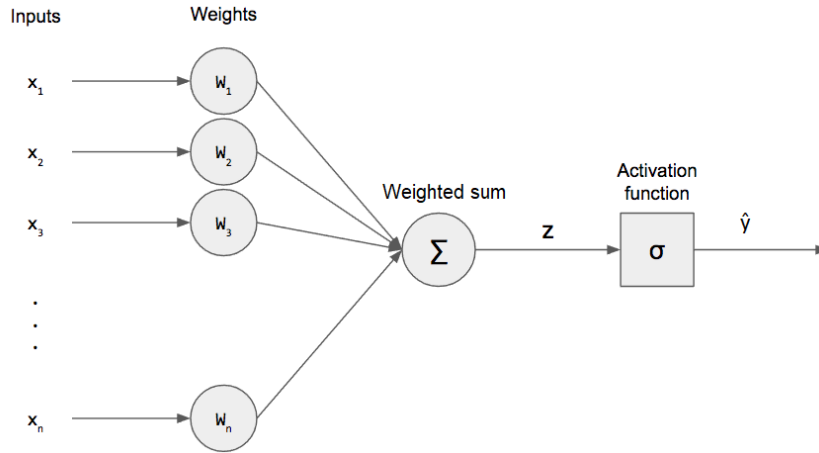 Inputs
Weights
x₁
W₁
x₂
W₂
x₃
W₃
.
.
.
xₙ
Wₙ
Weighted sum
Σ
z
Activation
function
σ
ŷ